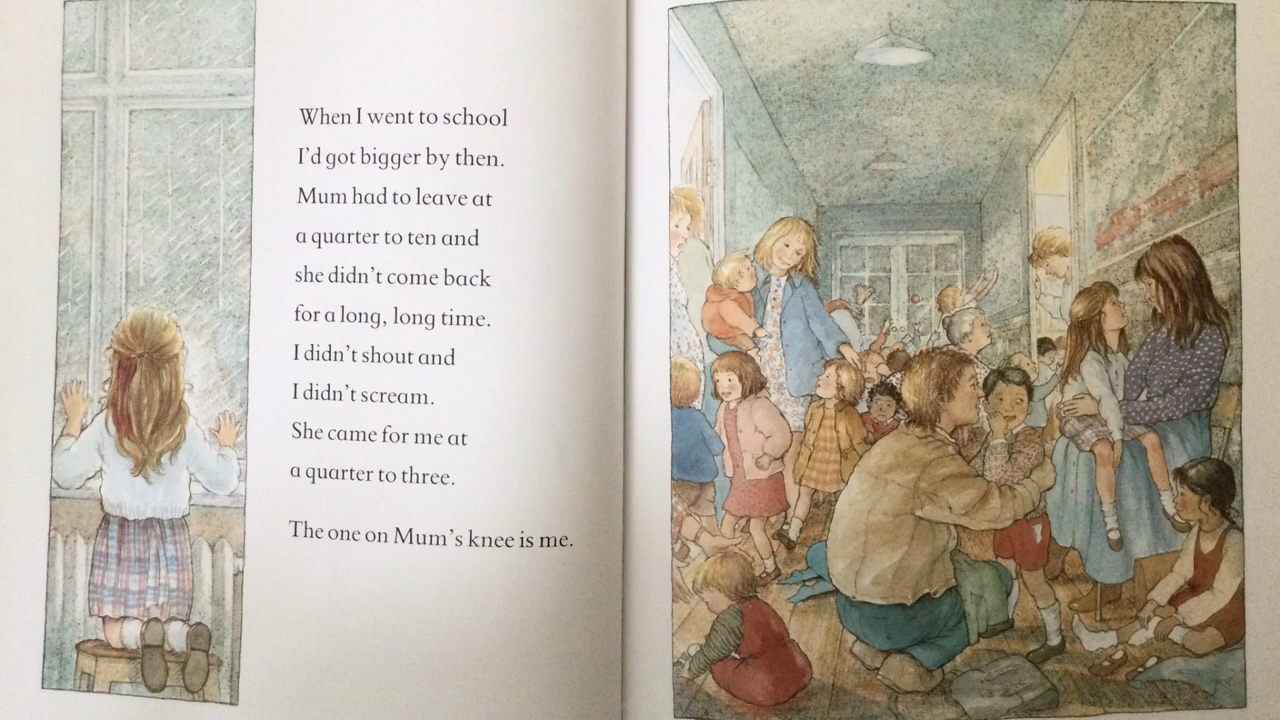 When I went to school
I'd got bigger by then.
Mum had to leave at
a quarter to ten and
she didn't come back
for a long, long time.
I didn't shout and
I didn't scream.
She came for me at
a quarter to three.
The one on Mum's knee is me.